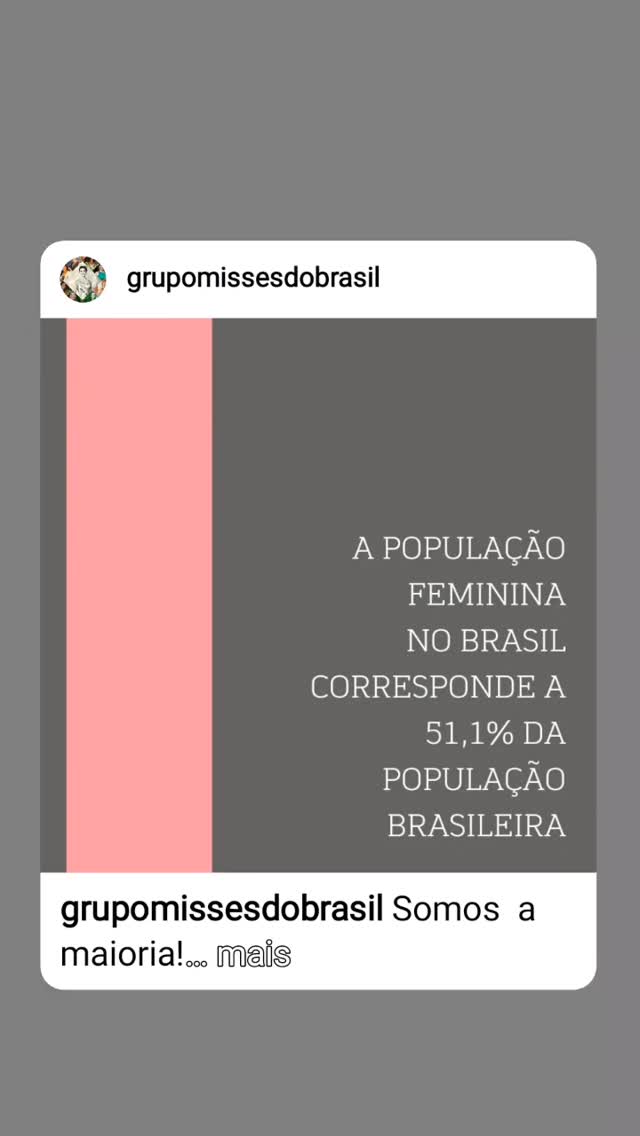 grupomissesdobrasil
A POPULAÇÃO
FEMININA
NO BRASIL
CORRESPONDE A
51,1% DA
POPULAÇÃO
BRASILEIRA
grupomissesdobrasil Somos a
maioria!... mais